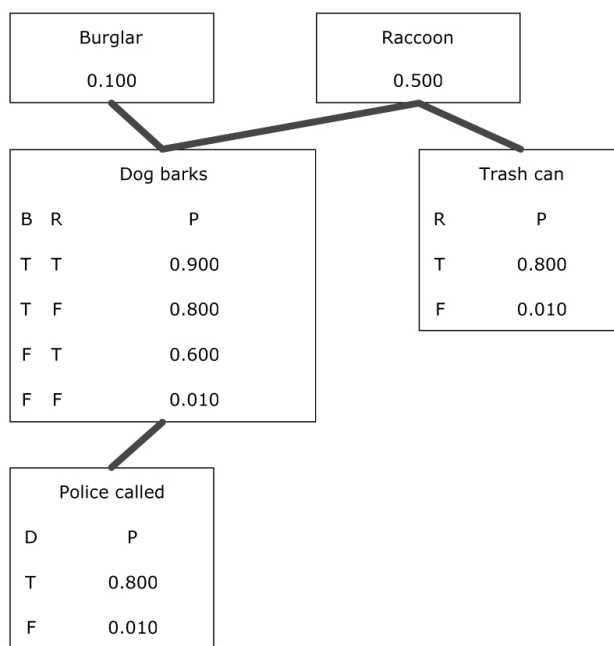 Burglar
0.100
Raccoon
0.500
Dog barks
B R P
T T 0.900
T F 0.800
F T 0.600
F F 0.010
Trash can
R P
T 0.800
F 0.010
Police called
D P
T 0.800
F 0.010